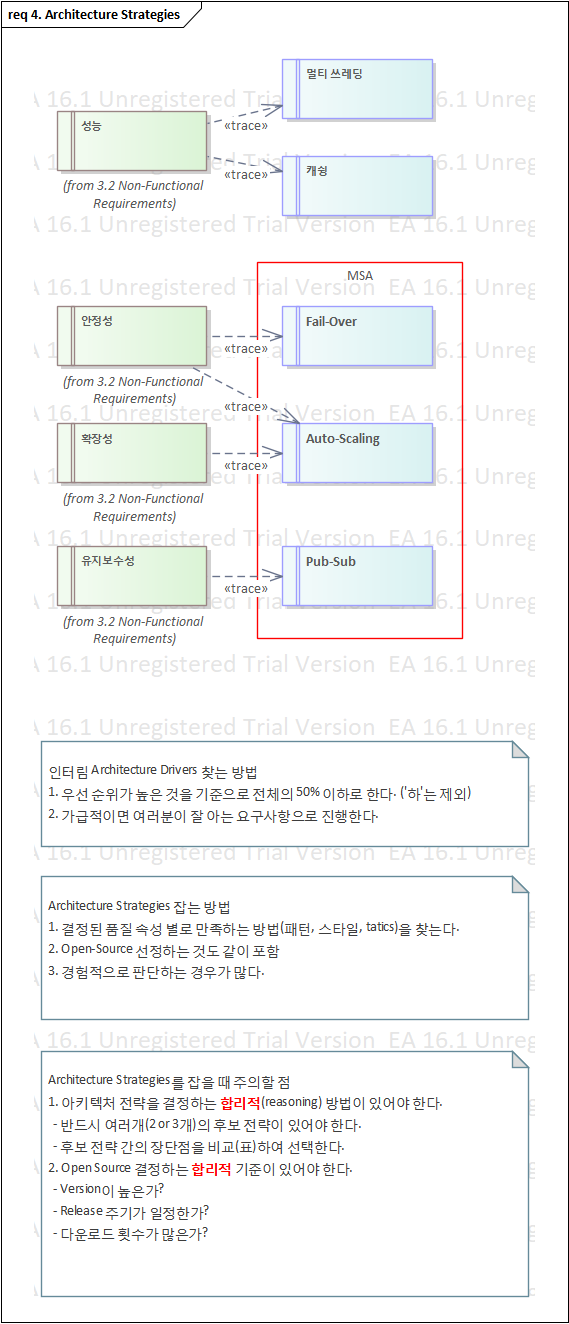 req 4. Architecture Strategies
EA 16.1 Unregistered Trial Version EA 16.1 Unreg
멀티 쓰레딩
성능
«trace»
(from 3.2 Non-Functional
Requirements)
«trace»
캐슁
MSA
안정성
«trace»
Fail-Over
(from 3.2 Non-Functional
Requirements)
«trace»
확장성
«trace»
Auto-Scaling
(from 3.2 Non-Functional
Requirements)
유지보수성
«trace»
Pub-Sub
(from 3.2 Non-Functional
Requirements)
인터림 Architecture Drivers 찾는 방법
1. 우선 순위가 높은 것을 기준으로 전체의 50% 이하로 한다. ('하'는 제외)
2. 가급적이면 여러분이 잘 아는 요구사항으로 진행한다.
Architecture Strategies 잡는 방법
1. 결정된 품질 속성 별로 만족하는 방법(패턴, 스타일, tatics)을 찾는다.
2. Open-Source 선정하는 것도 같이 포함
3. 경험적으로 판단하는 경우가 많다.
Architecture Strategies를 잡을 때 주의할 점
1. 아키텍처 전략을 결정하는 합리적(reasoning) 방법이 있어야 한다.
- 반드시 여러개(2 or 3개)의 후보 전략이 있어야 한다.
- 후보 전략 간의 장단점을 비교(표)하여 선택한다.
2. Open Source 결정하는 합리적 기준이 있어야 한다.
- Version이 높은가?
- Release 주기가 일정한가?
- 다운로드 횟수가 많은가?